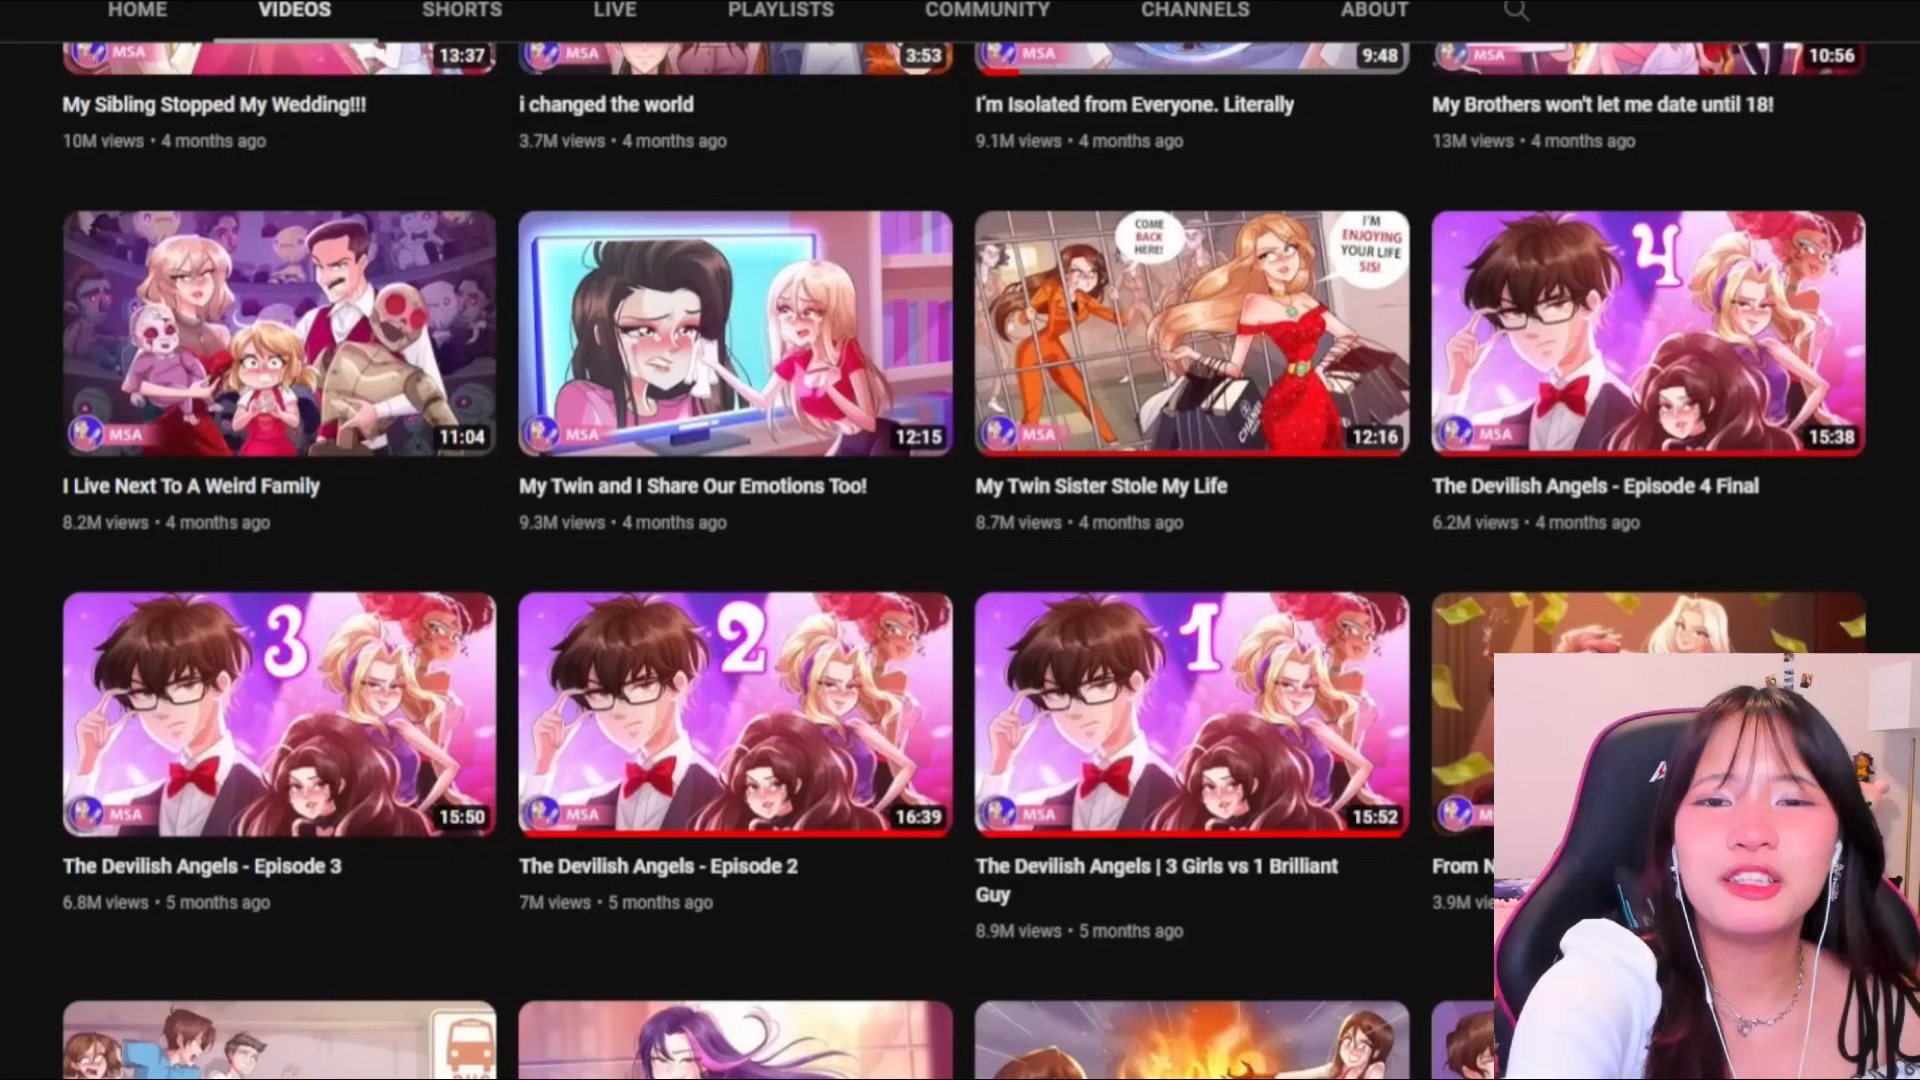 HOME VIDEOS SHORTS LIVE PLAYLISTS COMMUNITY CHANNELS ABOUT
MSA 13:37 MSA 3:53 MSA 9:48 MSA 10:56
My Sibling Stopped My Wedding!!!
10M views • 4 months ago
i changed the world
3.7M views • 4 months ago
I'm Isolated from Everyone. Literally
9.1M views • 4 months ago
My Brothers won't let me date until 18!
13M views • 4 months ago
MSA 11:04
I Live Next To A Weird Family
8.2M views • 4 months ago
MSA 12:15
My Twin and I Share Our Emotions Too!
9.3M views • 4 months ago
COME
BACK
HERE!
I'M
ENJOYING
YOUR LIFE
SIS!
MSA 12:16
My Twin Sister Stole My Life
8.7M views • 4 months ago
4
MSA 15:38
The Devilish Angels - Episode 4 Final
6.2M views • 4 months ago
3
MSA 15:50
The Devilish Angels - Episode 3
6.8M views • 5 months ago
2
MSA 16:39
The Devilish Angels - Episode 2
7M views • 5 months ago
1
MSA 15:52
The Devilish Angels | 3 Girls vs 1 Brilliant
Guy
8.9M views • 5 months ago
From
3.9M